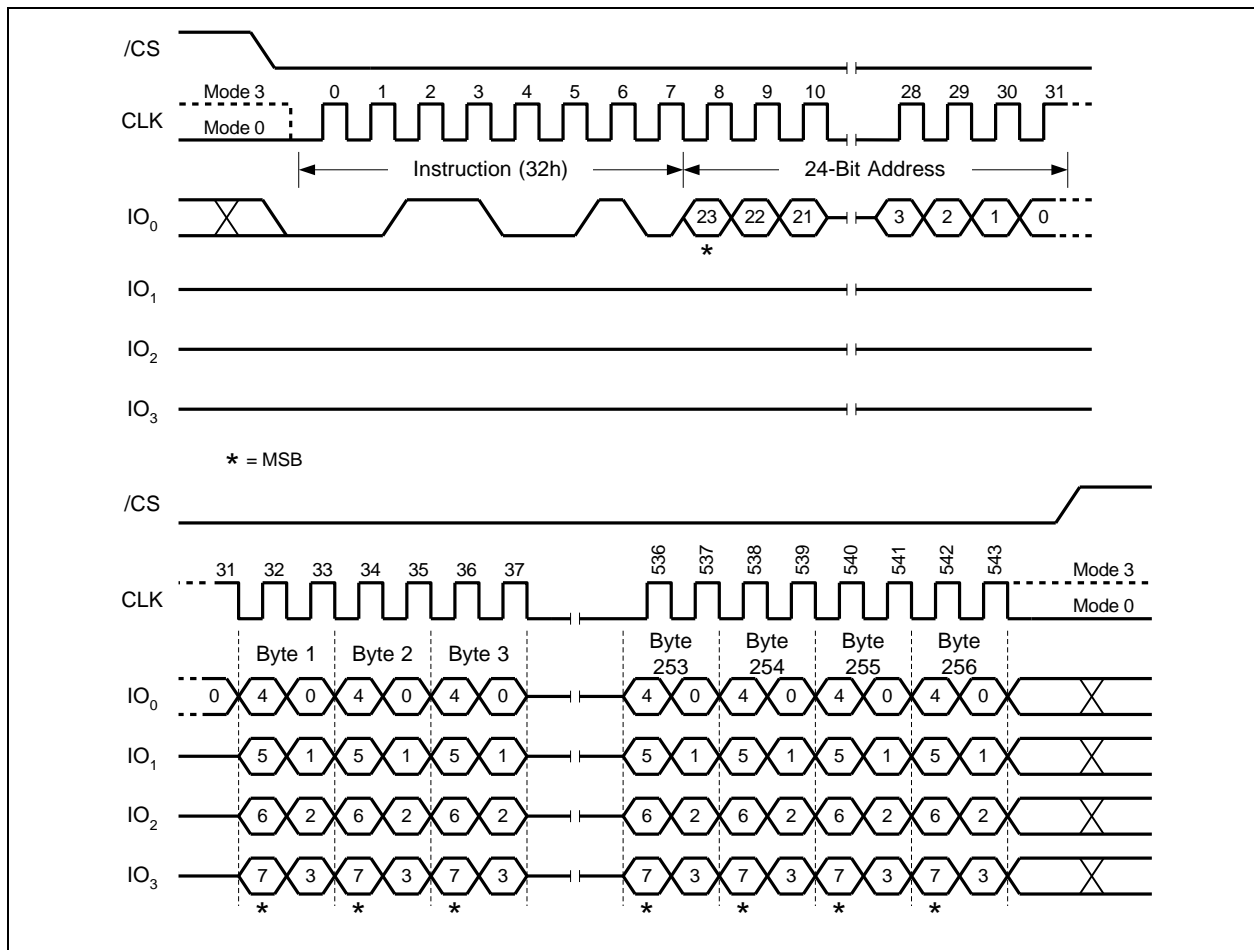 /CS
Mode 3 0 1 2 3 4 5 6 7 8 9 10 28 29 30 31
CLK
Mode 0
Instruction (32h) 24-Bit Address
IO0 23 22 21 3 2 1 0
*
IO1
IO2
IO3
* = MSB
/CS
31 32 33 34 35 36 37 536 537 538 539 540 541 542 543 Mode 3
CLK
Mode 0
Byte 1 Byte 2 Byte 3 Byte 253 Byte 254 Byte 255 Byte 256
IO0 0 4 0 4 0 4 0 4 0 4 0 4 0 4 0
IO1 5 1 5 1 5 1 5 1 5 1 5 1 5 1
IO2 6 2 6 2 6 2 6 2 6 2 6 2 6 2
IO3 7 3 7 3 7 3 7 3 7 3 7 3 7 3
* * * * * * *